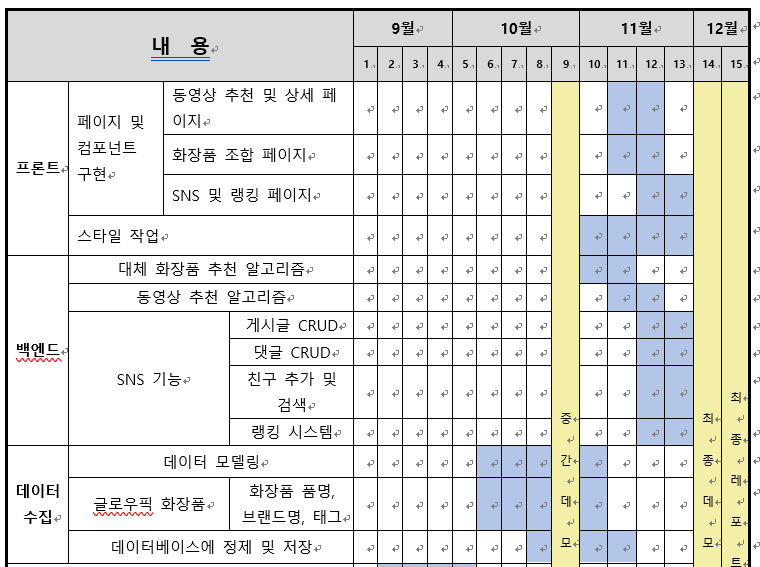 내 용 9월 10월 11월 12월
1 2 3 4 5 6 7 8 9 10 11 12 13 14 15
프론트
페이지 및
컴포넌트
구현
동영상 추천 및 상세 페
이지
화장품 조합 페이지
SNS 및 랭킹 페이지
스타일 작업
백엔드
대체 화장품 추천 알고리즘
동영상 추천 알고리즘
SNS 기능
게시글 CRUD
댓글 CRUD
친구 추가 및
검색
랭킹 시스템
데이터
수집
데이터 모델링
글로우픽 화장품
화장품 품명,
브랜드명, 태그
데이터베이스에 정제 및 저장
중간데모
최종데모
최종레포트